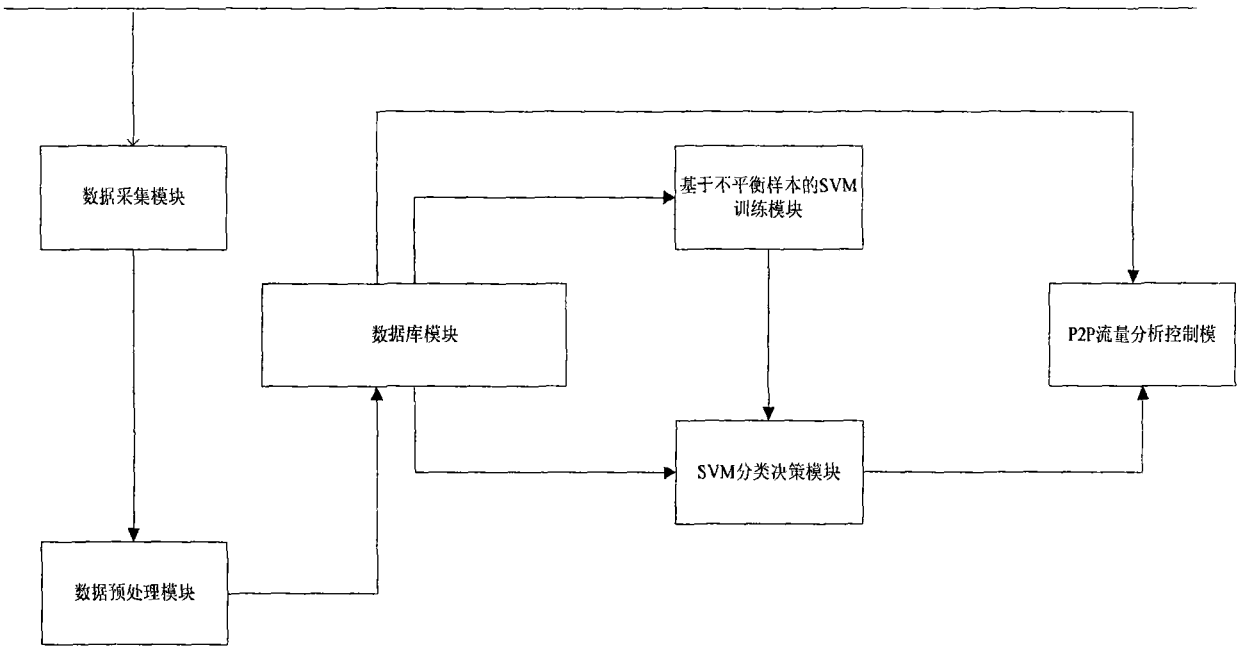 数据采集模块
基于不平衡样本的SVM
训练模块
数据库模块
P2P流量分析控制模
SVM分类决策模块
数据预处理模块